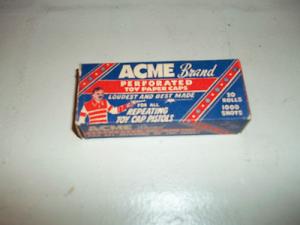 ACME Brand
PERFORATED
TOY PAPER CAPS
LOUDEST AND BEST MADE
FOR ALL
REPEATING
TOY CAP PISTOLS
20 ROLLS
1000 SHOTS
ACME